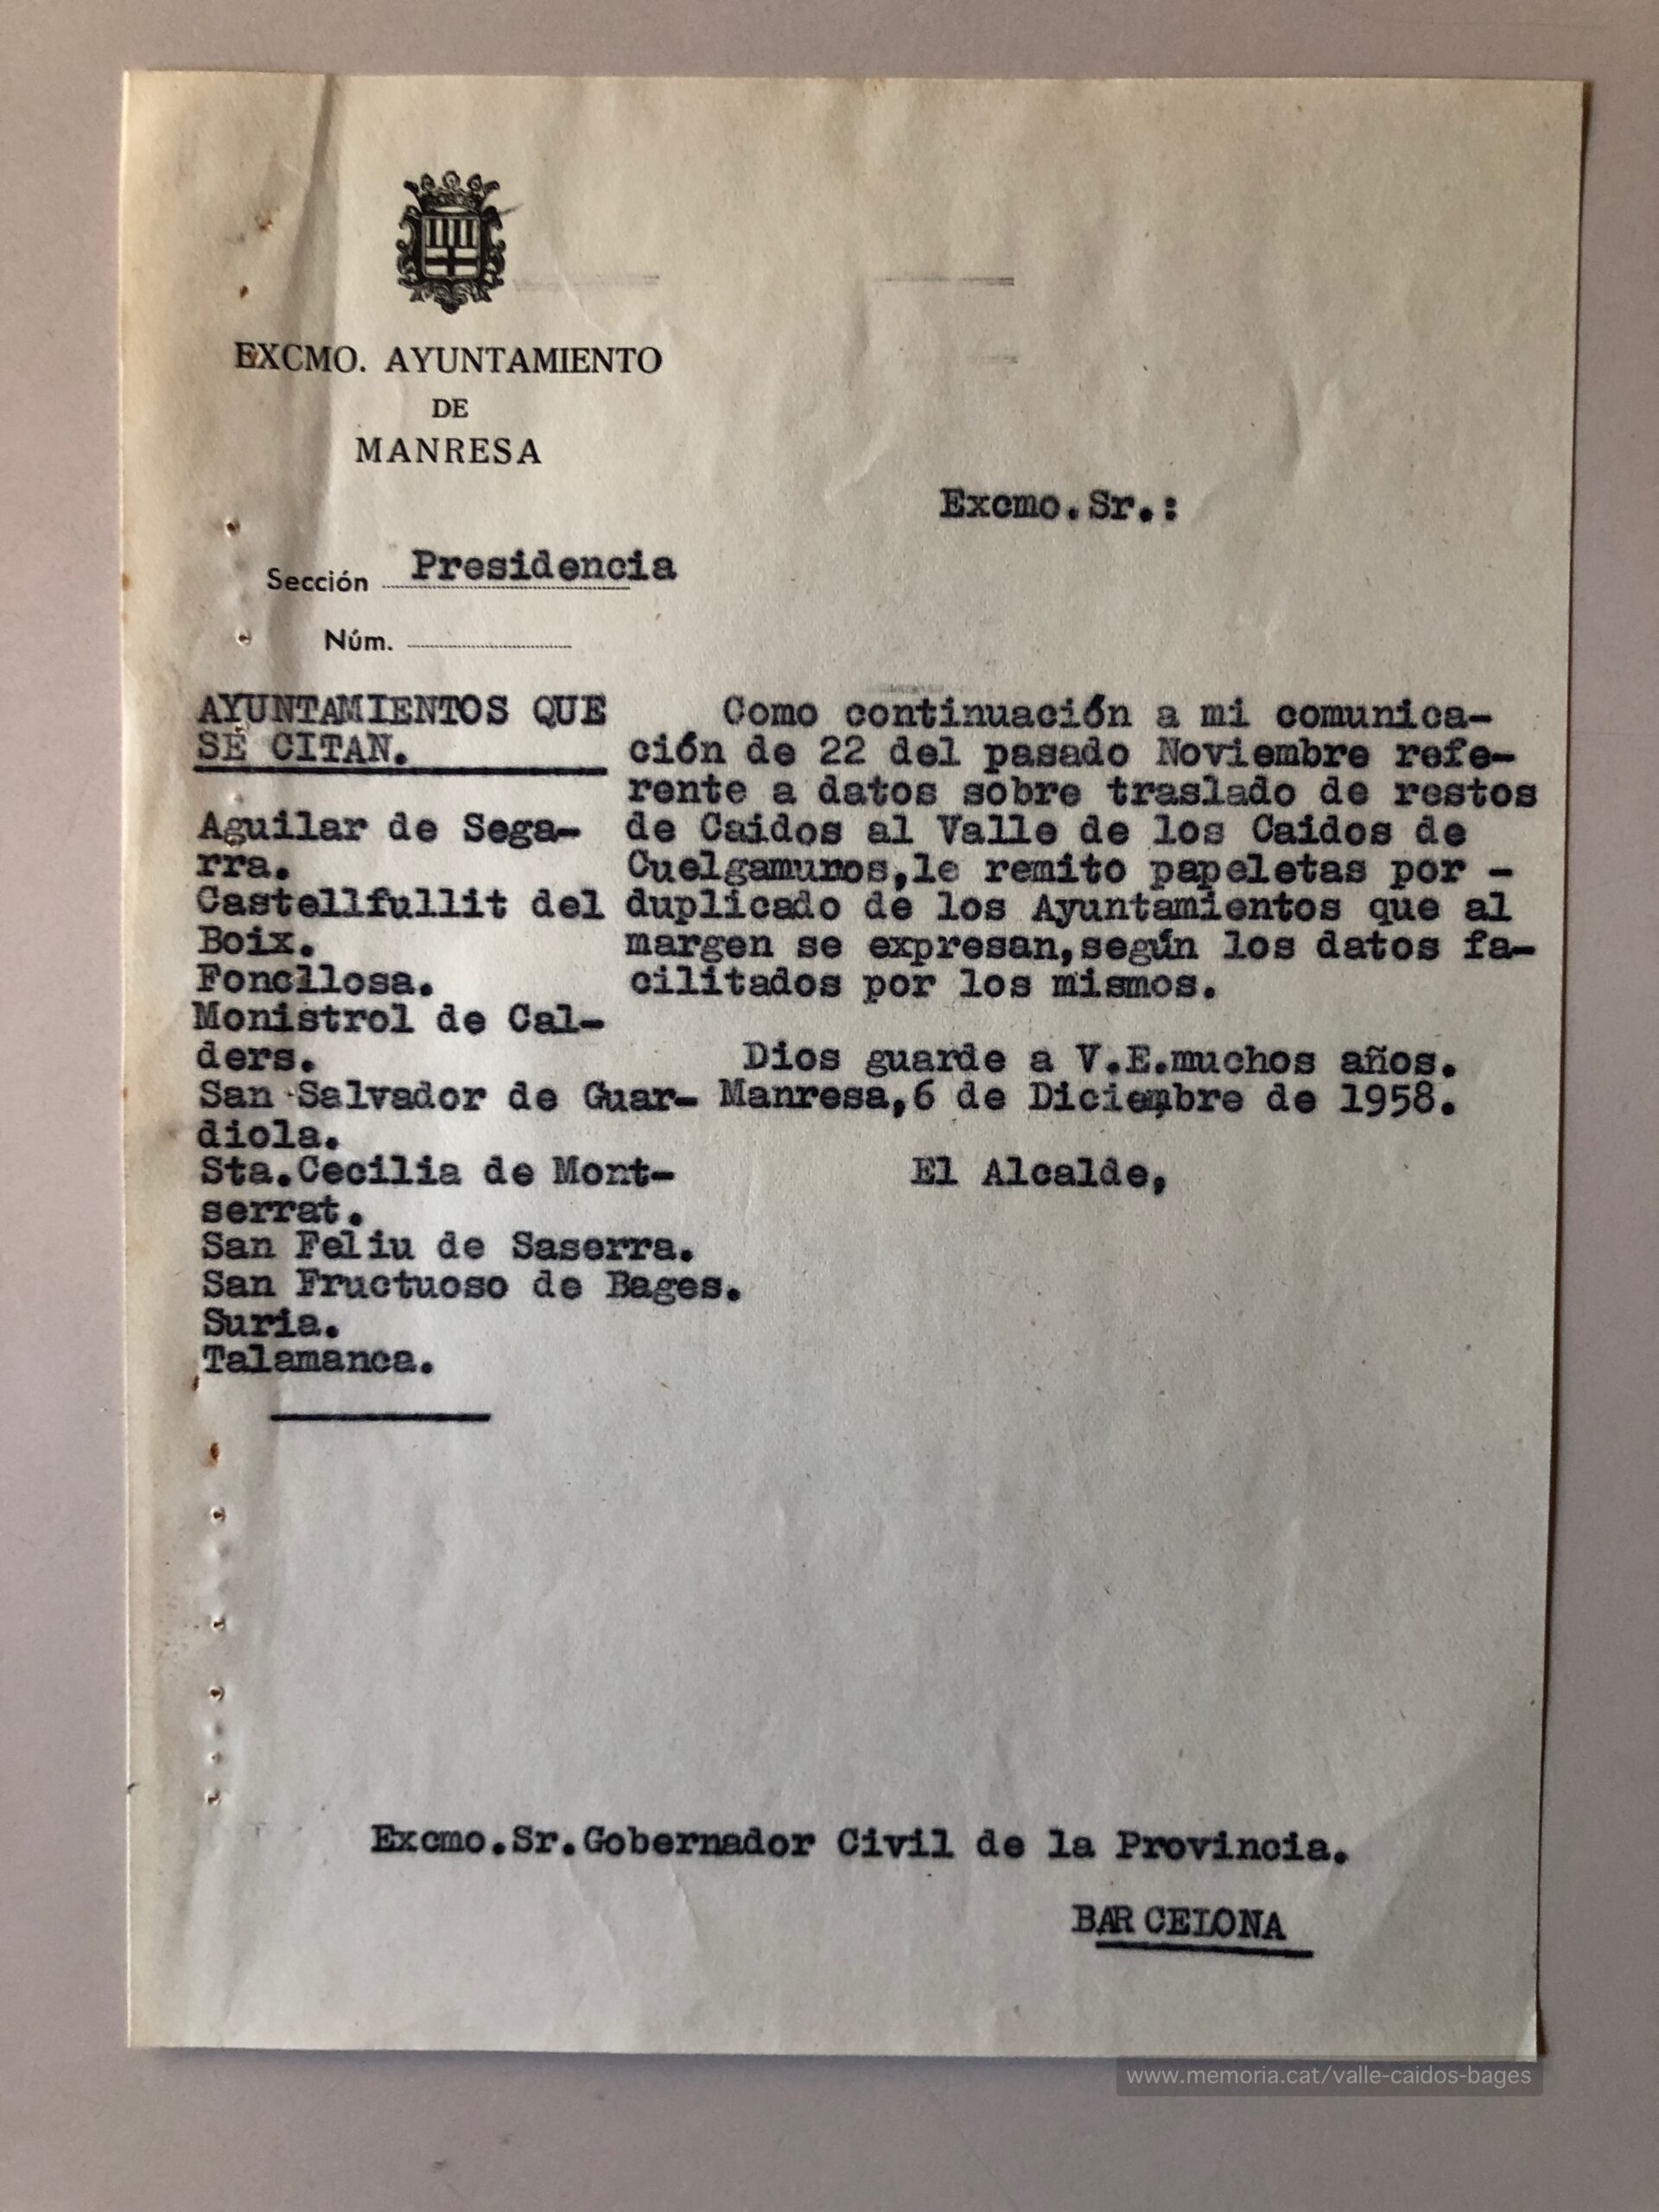 EXCMO. AYUNTAMIENTO
DE
MANRESA
Excmo.Sr.:
Sección Presidencia
Núm.
AYUNTAMIENTOS QUE
SE CITAN.
Aguilar de Sega-
rra.
Castellfullit del
Boix.
Fonollosa.
Monistrol de Cal-
ders.
San Salvador de Guar-
diola.
Sta.Cecilia de Mont-
serrat.
San Feliu de Saserra.
San Fructuoso de Bages.
Suria.
Talamanca.
Como continuación a mi comunica-
ción de 22 del pasado Noviembre refe-
rente a datos sobre traslado de restos
de Caidos al Valle de los Caidos de
Cuelgamuros,le remito papeletas por -
duplicado de los Ayuntamientos que al
margen se expresan,según los datos fa-
cilitados por los mismos.
Dios guarde a V.E.muchos años.
Manresa,6 de Diciembre de 1958.
El Alcalde,
Excmo.Sr.Gobernador Civil de la Provincia.
BARCELONA
www.memoria.cat/valle-caidos-bages